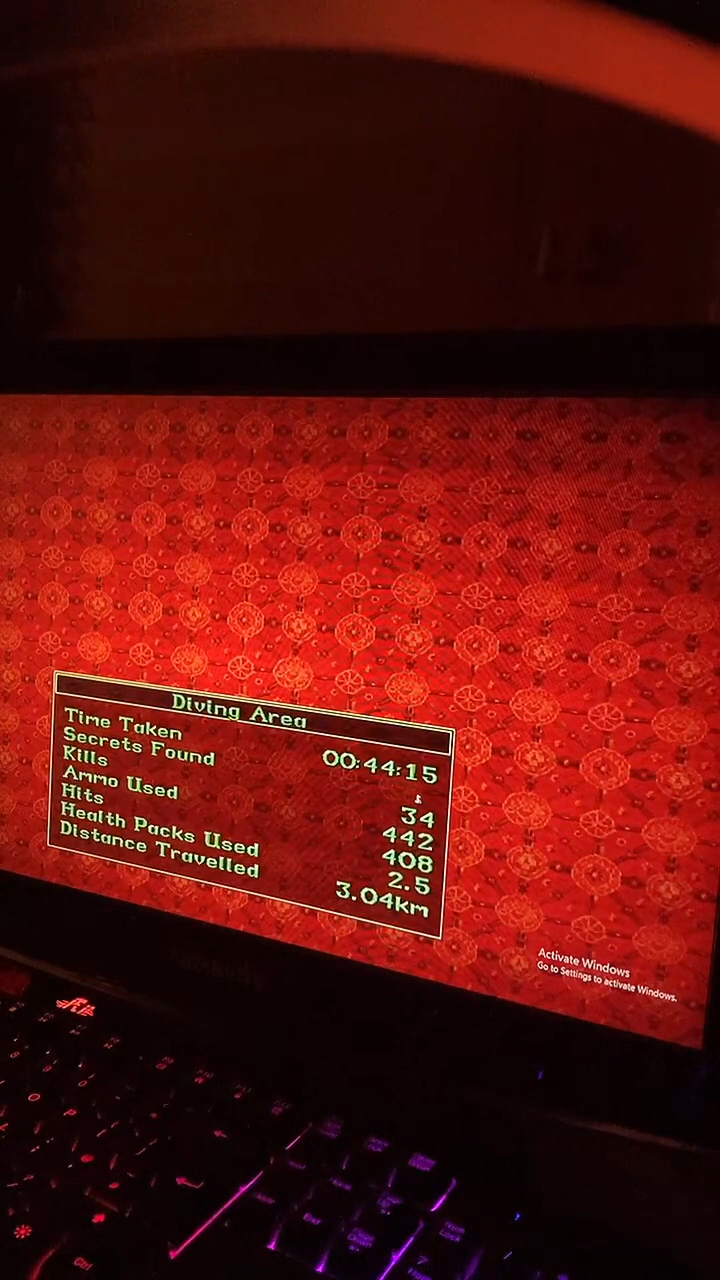 Diving Area
Time Taken 00:44:15
Secrets Found
Kills 34
Ammo Used 442
Hits 408
Health Packs Used 2.5
Distance Travelled 3.04km
Activate Windows
Go to Settings to activate Windows.
Ctrl